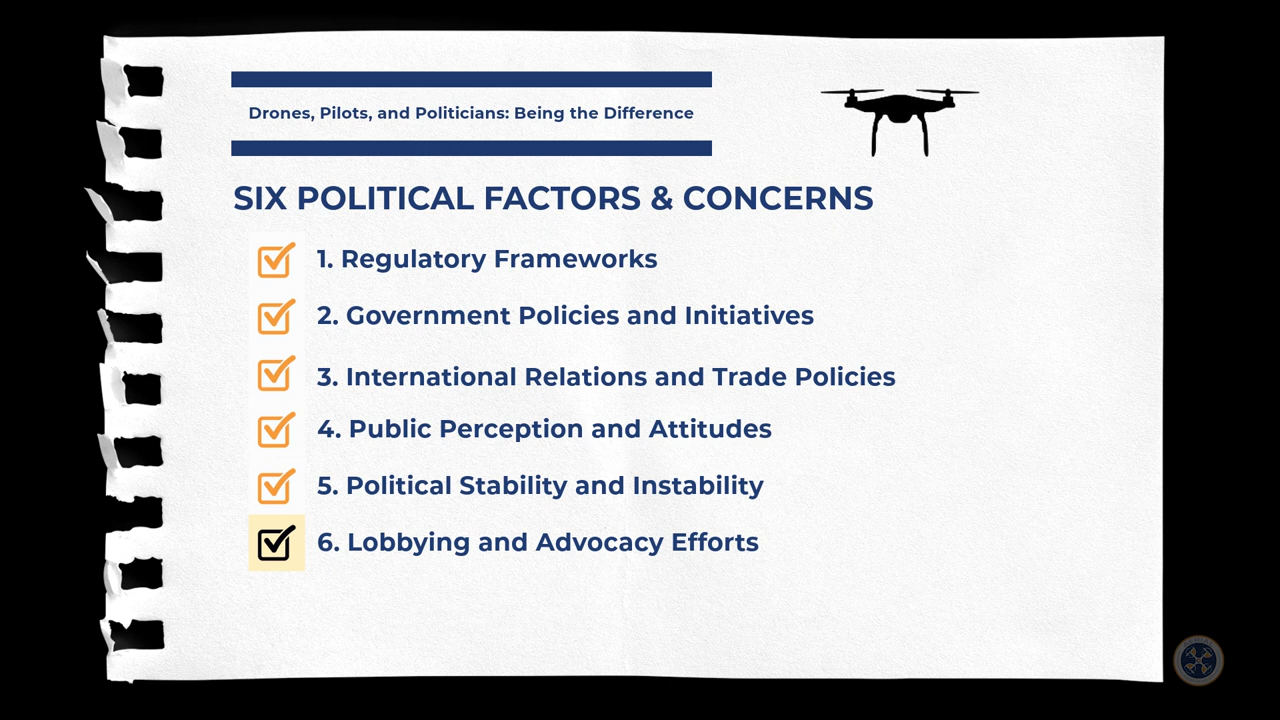 Drones, Pilots, and Politicians: Being the Difference
SIX POLITICAL FACTORS & CONCERNS
1. Regulatory Frameworks
2. Government Policies and Initiatives
3. International Relations and Trade Policies
4. Public Perception and Attitudes
5. Political Stability and Instability
6. Lobbying and Advocacy Efforts